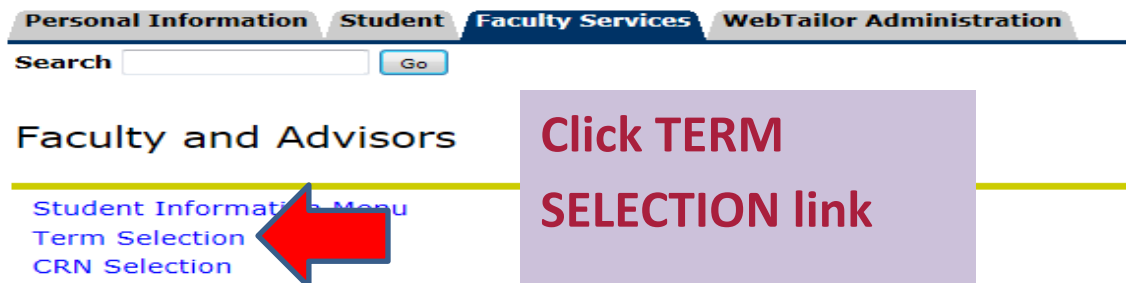 Personal Information Student Faculty Services WebTailor Administration
Search Go
Faculty and Advisors
Click TERM
SELECTION link
Student Information Menu
Term Selection
CRN Selection